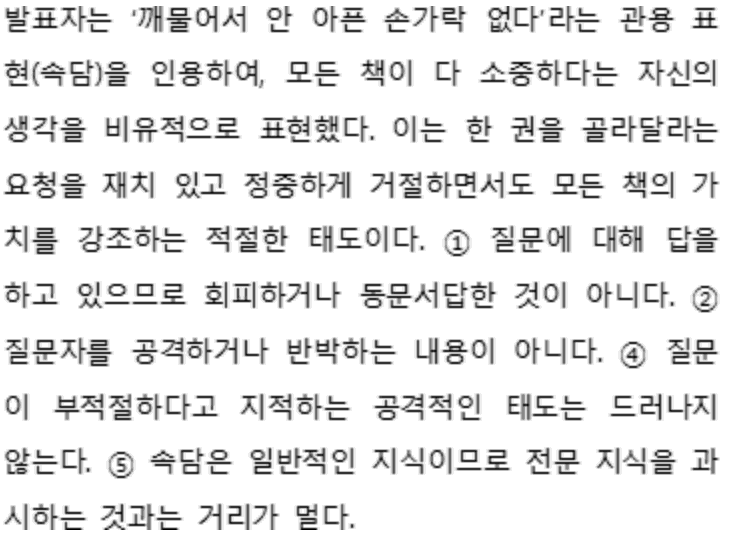 발표자는 '깨물어서 안 아픈 손가락 없다'라는 관용 표
현(속담)을 인용하여, 모든 책이 다 소중하다는 자신의
생각을 비유적으로 표현했다. 이는 한 권을 골라달라는
요청을 재치 있고 정중하게 거절하면서도 모든 책의 가
치를 강조하는 적절한 태도이다. ① 질문에 대해 답을
하고 있으므로 회피하거나 동문서답한 것이 아니다. ②
질문자를 공격하거나 반박하는 내용이 아니다. ④ 질문
이 부적절하다고 지적하는 공격적인 태도는 드러나지
않는다. ⑤ 속담은 일반적인 지식이므로 전문 지식을 과
시하는 것과는 거리가 멀다.